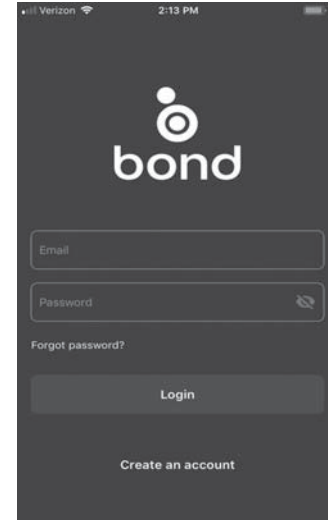 Verizon 2:13 PM
bond
Email
Password
Forgot password?
Login
Create an account